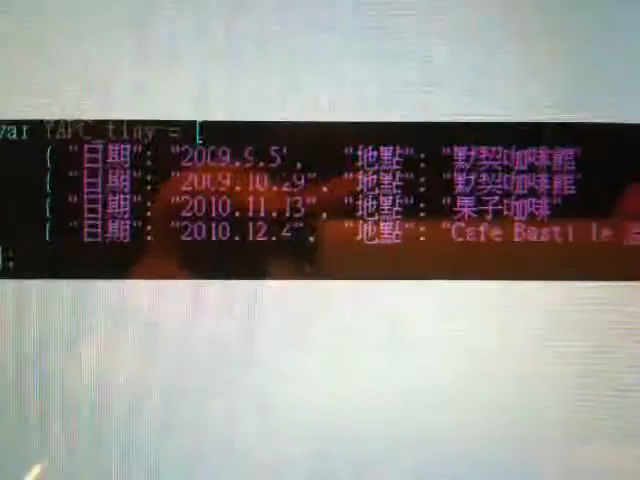 var YAPC_tiny = [
{ "日期": "2009.9.5", "地點": "默契咖啡館"
{ "日期": "2009.10.29", "地點": "默契咖啡館"
{ "日期": "2010.11.13", "地點": "果子咖啡"
{ "日期": "2010.12.4", "地點": "Cafe Bastille
];